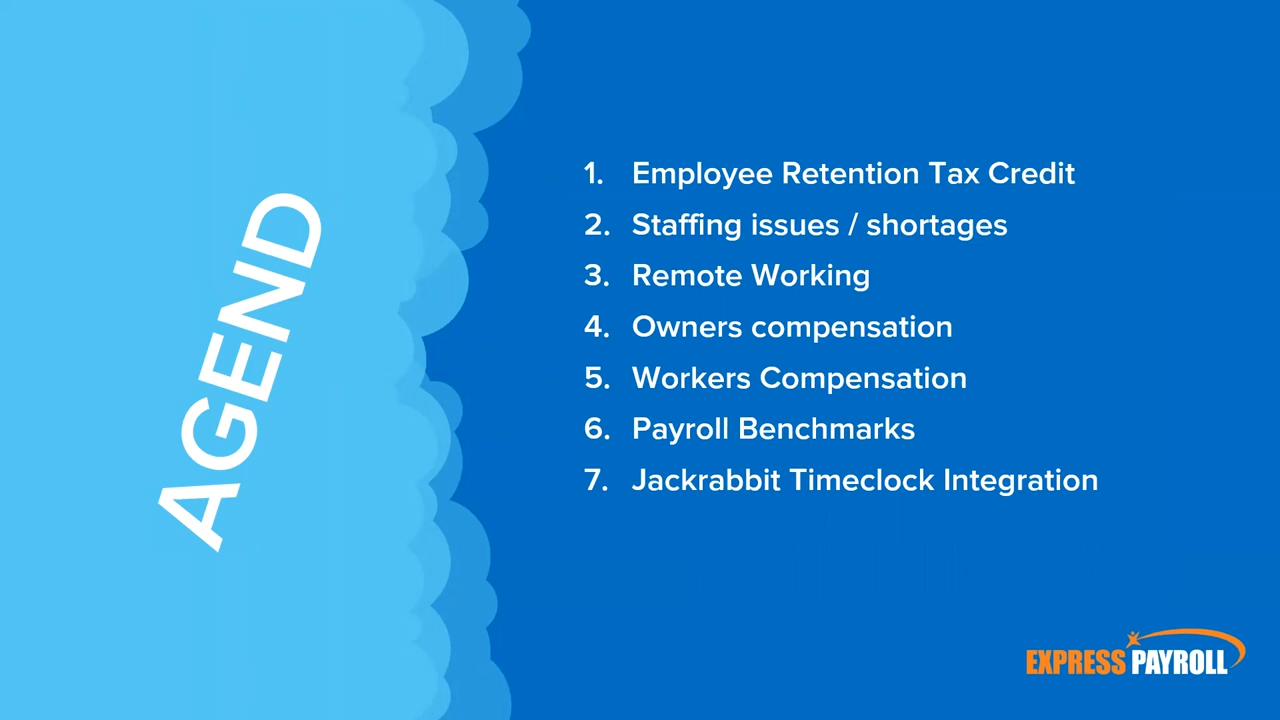 AGEND
1. Employee Retention Tax Credit
2. Staffing issues / shortages
3. Remote Working
4. Owners compensation
5. Workers Compensation
6. Payroll Benchmarks
7. Jackrabbit Timeclock Integration
EXPRESS PAYROLL